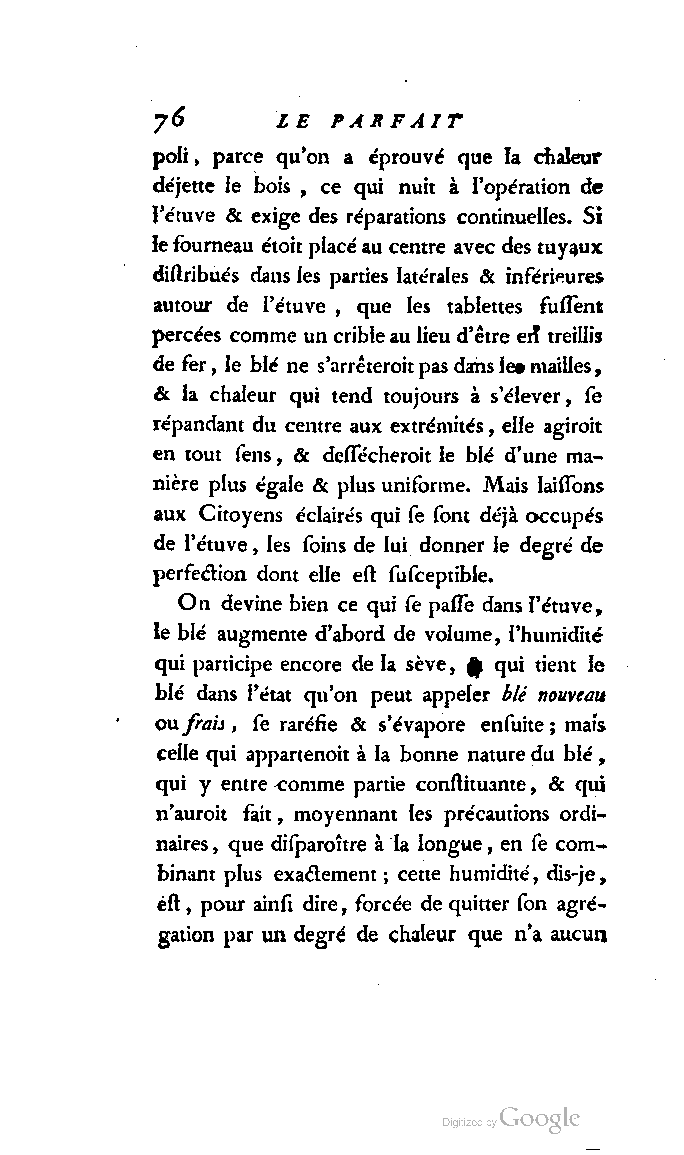 76 LE PARFAIT
poli, parce qu'on a éprouvé que la chaleur
déjette le bois, ce qui nuit à l'opération de
l'étuve & exige des réparations continuelles. Si
le fourneau étoit placé au centre avec des tuyaux
diſtribués dans les parties latérales & inférieures
autour de l'étuve, que les tablettes fuſſent
percées comme un crible au lieu d'être en treillis
de fer, le blé ne s'arrêteroit pas dans les mailles,
& la chaleur qui tend toujours à s'élever, ſe
répandant du centre aux extrémités, elle agiroit
en tout ſens, & deſſécheroit le blé d'une ma-
nière plus égale & plus uniforme. Mais laiſſons
aux Citoyens éclairés qui ſe ſont déjà occupés
de l'étuve, les ſoins de lui donner le degré de
perfection dont elle eſt ſuſceptible.
On devine bien ce qui ſe paſſe dans l'étuve,
le blé augmente d'abord de volume, l'humidité
qui participe encore de la sève, qui tient le
blé dans l'état qu'on peut appeler blé nouveau
ou frais, ſe raréfie & s'évapore enſuite; mais
celle qui appartenoit à la bonne nature du blé,
qui y entre comme partie conſtituante, & qui
n'auroit fait, moyennant les précautions ordi-
naires, que diſparoître à la longue, en ſe com-
binant plus exactement; cette humidité, dis-je,
eſt, pour ainſi dire, forcée de quitter ſon agré-
gation par un degré de chaleur que n'a aucun
Digitized by Google